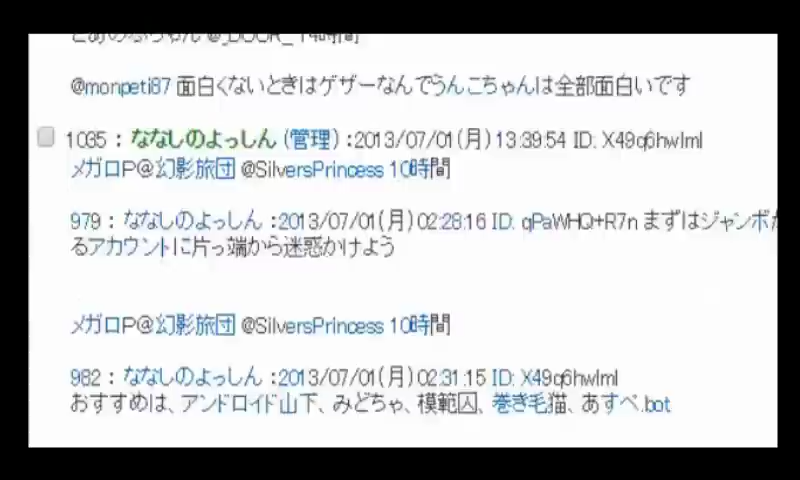 @monpeti87 面白くないときはゲザーなんでうんこちゃんは全部面白いです
1035 : ななしのよっしん (管理) :2013/07/01(月) 13:39:54 ID: X49q6hwIml
メガロP@幻影旅団 @SilversPrincess 10時間
979 : ななしのよっしん :2013/07/01(月) 02:28:16 ID: qPaWHQ+R7n まずはジャンボ
るアカウントに片っ端から迷惑かけよう
メガロP@幻影旅団 @SilversPrincess 10時間
982 : ななしのよっしん :2013/07/01(月) 02:31:15 ID: X49q6hwIml
おすすめは、アンドロイド山下、みどちゃ、模範囚、巻き毛猫、あすぺ.bot